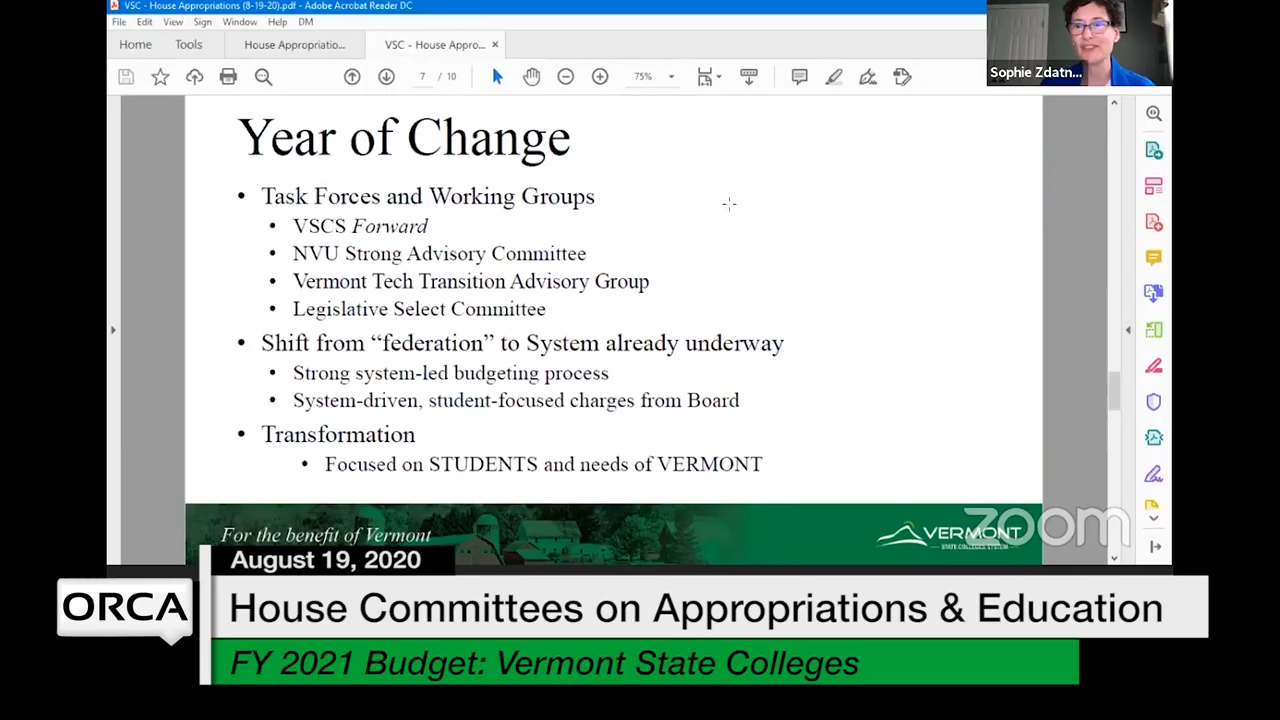 VSC - House Appropriations (8-19-20).pdf - Adobe Acrobat Reader DC
File Edit View Sign Window Help DM
Home Tools House Appropriatio... VSC - House Appro... ×
7 / 10 75%
Sophie Zdatn...
Year of Change
• Task Forces and Working Groups
• VSCS Forward
• NVU Strong Advisory Committee
• Vermont Tech Transition Advisory Group
• Legislative Select Committee
• Shift from “federation” to System already underway
• Strong system-led budgeting process
• System-driven, student-focused charges from Board
• Transformation
• Focused on STUDENTS and needs of VERMONT
For the benefit of Vermont
VERMONT
STATE COLLEGES SYSTEM
zoom
August 19, 2020
ORCA
House Committees on Appropriations & Education
FY 2021 Budget: Vermont State Colleges